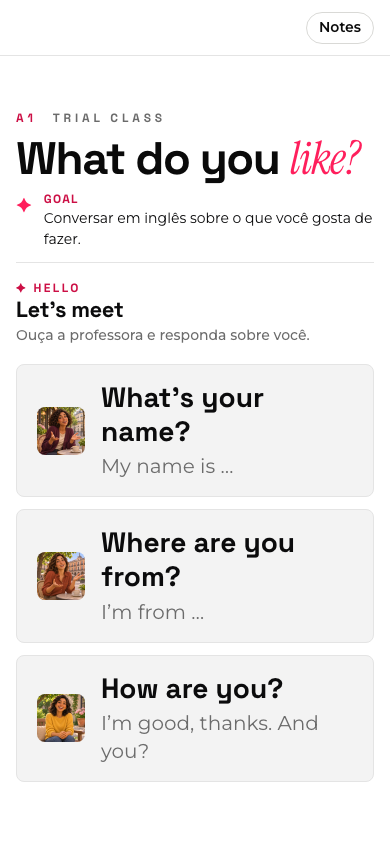 Notes
A1 TRIAL CLASS
What do you like?
GOAL
Conversar em inglês sobre o que você gosta de
fazer.
HELLO
Let's meet
Ouça a professora e responda sobre você.
What's your
name?
My name is ...
Where are you
from?
I'm from ...
How are you?
I'm good, thanks. And
you?